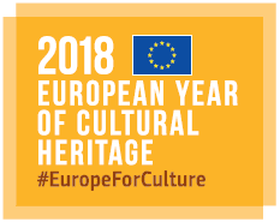 2018
EUROPEAN YEAR
OF CULTURAL
HERITAGE
#EuropeForCulture